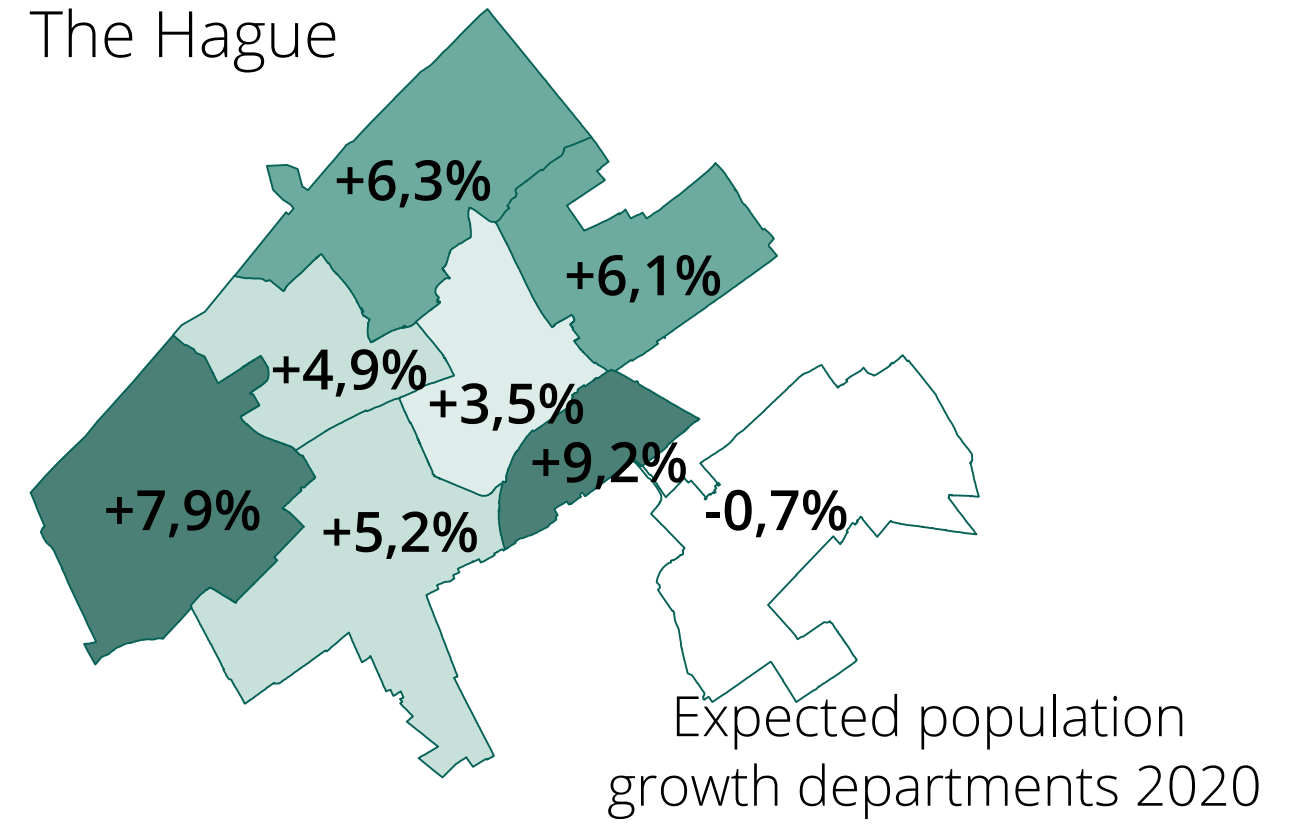 The Hague
+6,3%
+6,1%
+4,9%
+3,5%
+9,2%
+7,9%
+5,2%
-0,7%
Expected population
growth departments 2020